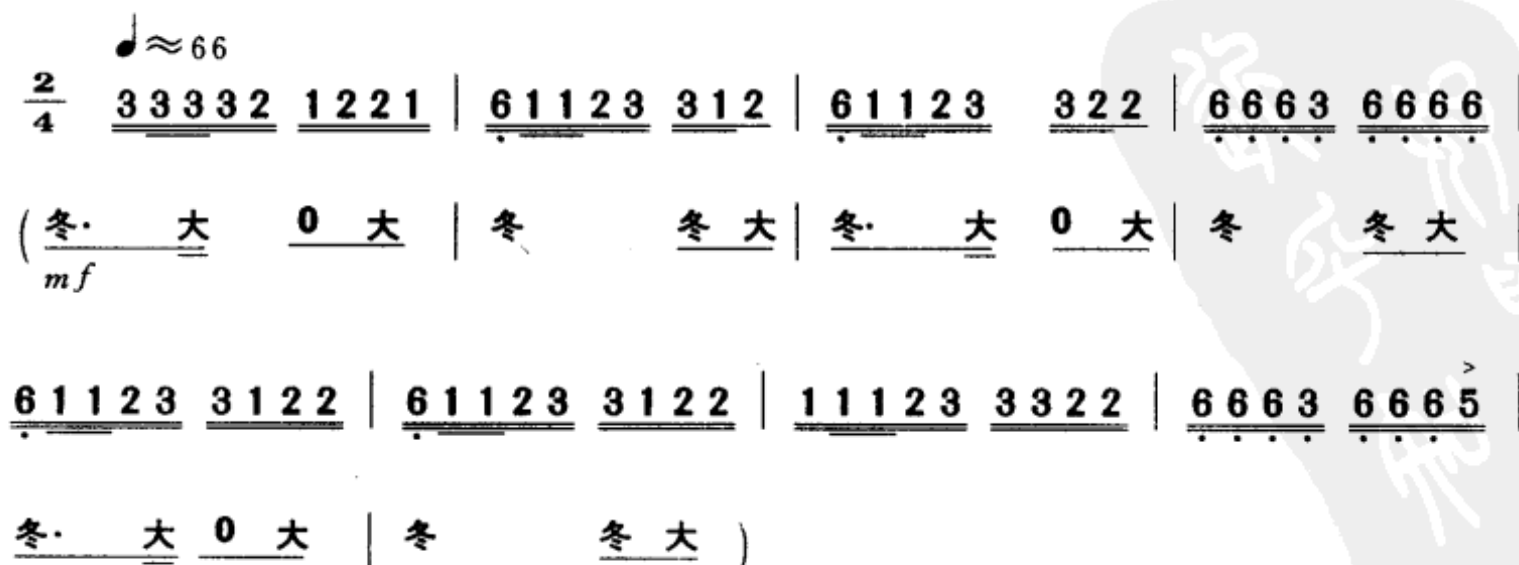 ♩≈66
2/4 33332 1221 | 61123 312 | 61123 322 | 6663 6666 |
( 冬· 大 0 大 | 冬 冬 大 | 冬· 大 0 大 | 冬 冬 大
mf
61123 3122 | 61123 3122 | 11123 3322 | 6663 6665 |
冬· 大 0 大 | 冬 冬 大 )